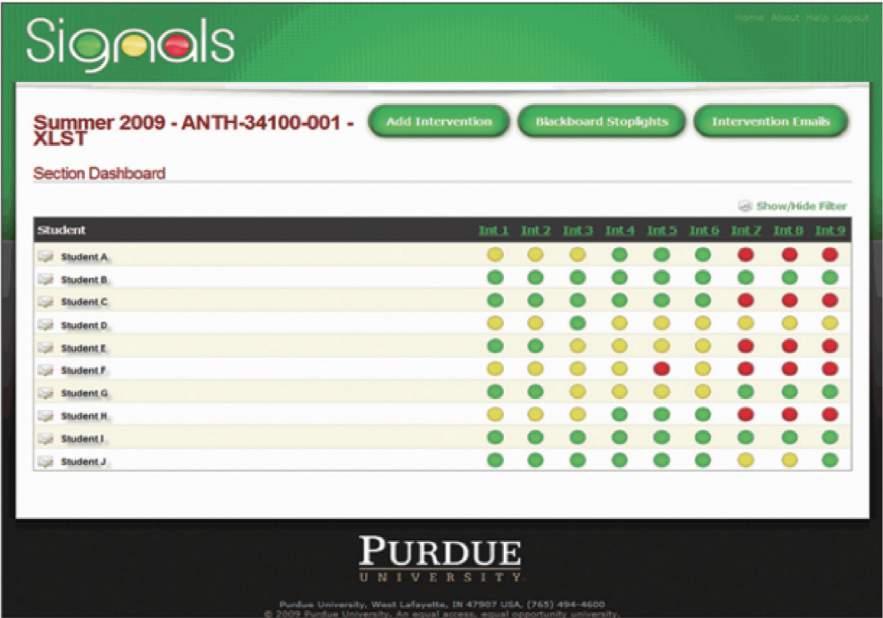 Home About Help Logout
Signals
Summer 2009 - ANTH-34100-001 -
XLST
Add Intervention
Blackboard Stoplights
Intervention Emails
Section Dashboard
Show/Hide Filter
Student Int 1 Int 2 Int 3 Int 4 Int 5 Int 6 Int 7 Int 8 Int 9
Student A
Student B
Student C
Student D
Student E
Student F
Student G
Student H
Student I
Student J
PURDUE
UNIVERSITY
Purdue University, West Lafayette, IN 47907 USA, (765) 494-4600
© 2009 Purdue University. An equal access, equal opportunity university.